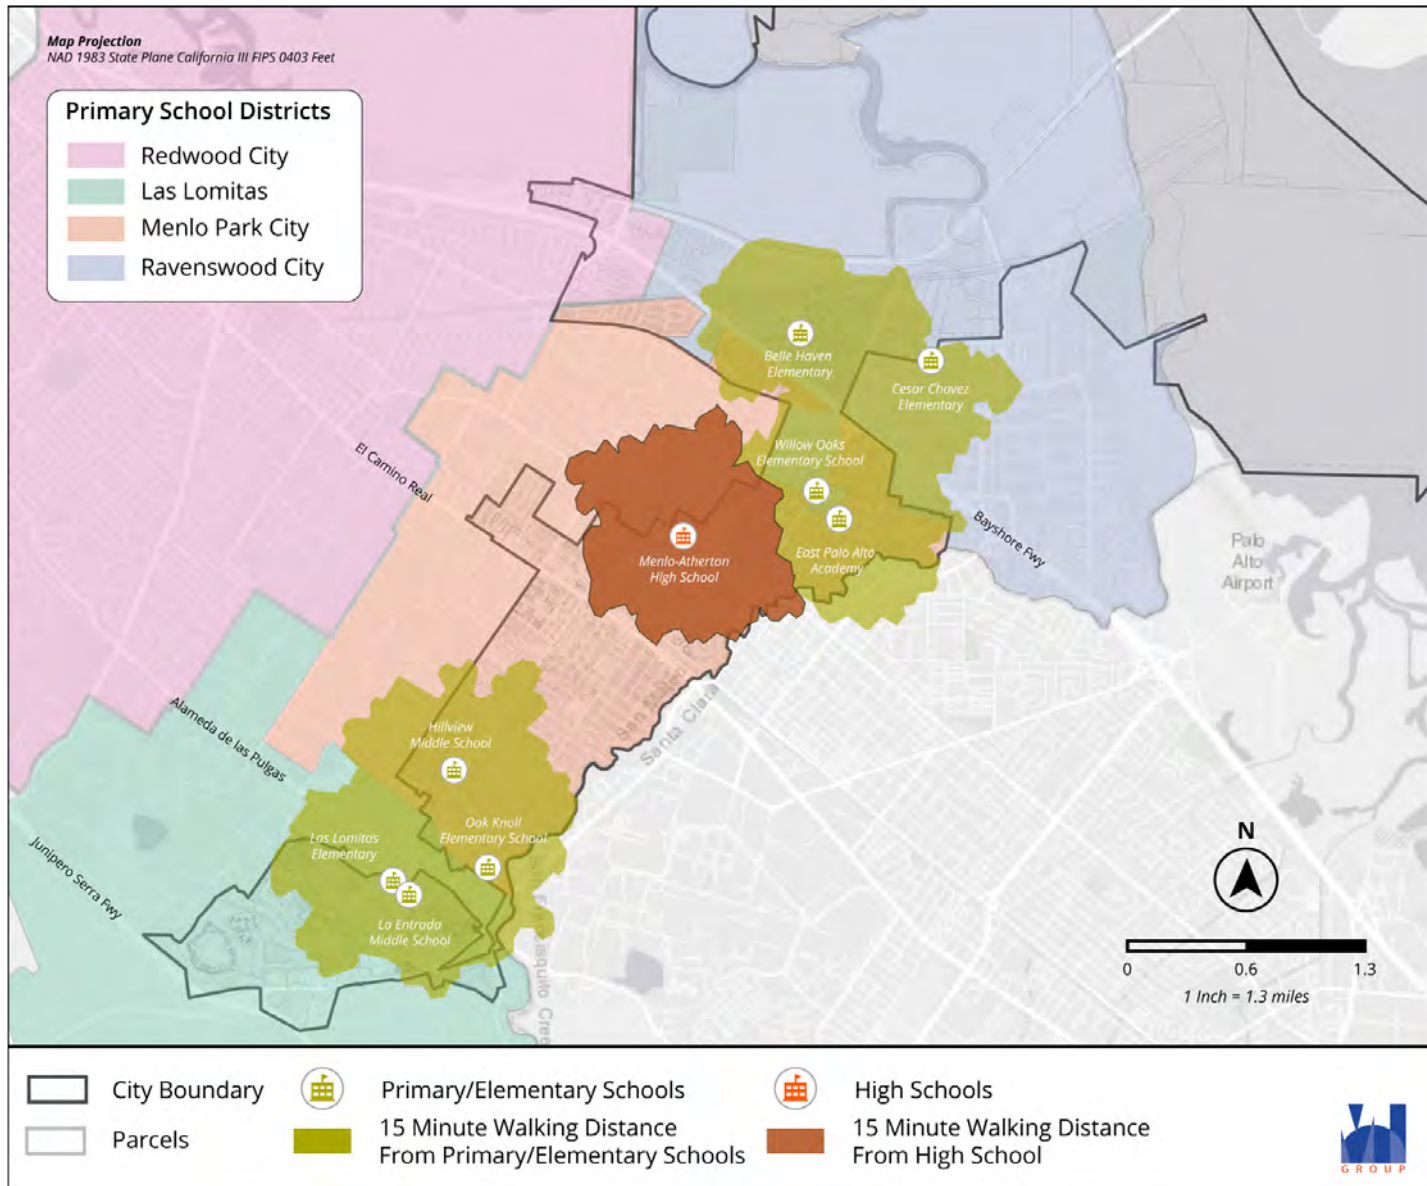 Map Projection
NAD 1983 State Plane California III FIPS 0403 Feet
Primary School Districts
Redwood City
Las Lomitas
Menlo Park City
Ravenswood City
Belle Haven
Elementary
Cesar Chavez
Elementary
Willow Oaks
Elementary School
East Palo Alto
Academy
El Camino Real
Bayshore Fwy
Menlo-Atherton
High School
Palo
Alto
Airport
Alameda de las Pulgas
Santa Clara
Hillview
Middle School
Oak Knoll
Elementary School
Las Lomitas
Elementary
La Entrada
Middle School
Junipero Serra Fwy
N
0 0.6 1.3
1 Inch = 1.3 miles
City Boundary
Primary/Elementary Schools
High Schools
Parcels
15 Minute Walking Distance
From Primary/Elementary Schools
15 Minute Walking Distance
From High School
GROUP